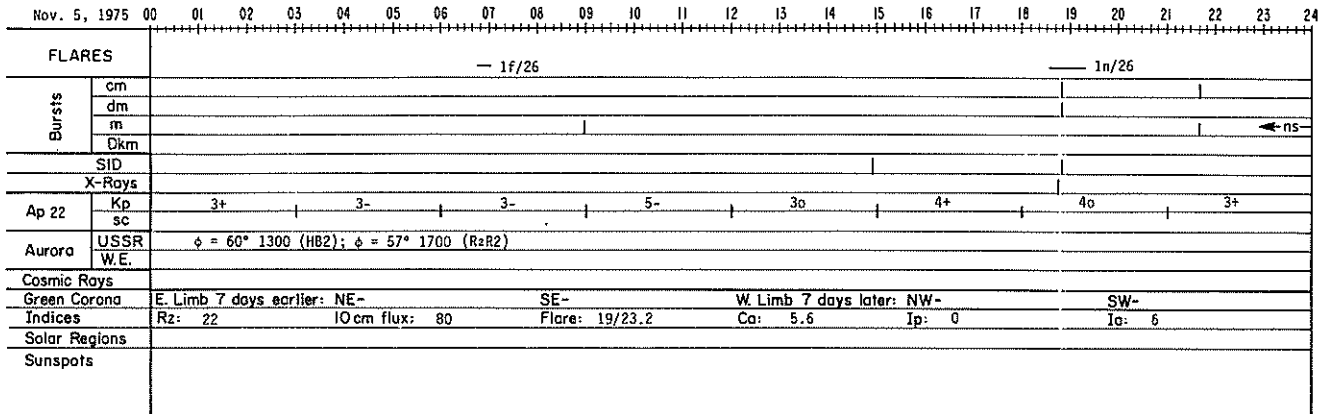 Nov. 5, 1975 00 01 02 03 04 05 06 07 08 09 10 11 12 13 14 15 16 17 18 19 20 21 22 23 24
FLARES
1f/26 1n/26
Bursts
cm
dm
m ns
Dkm
SID
X-Rays
Ap 22 Kp 3+ 3- 3- 5- 3o 4+ 4o 3+
sc
Aurora USSR φ = 60° 1300 (HB2); φ = 57° 1700 (RzR2)
W.E.
Cosmic Rays
Green Corona E. Limb 7 days earlier: NE- SE- W. Limb 7 days later: NW- SW-
Indices Rz: 22 10 cm flux: 80 Flare: 19/23.2 Ca: 5.6 Ip: 0 Ia: 6
Solar Regions
Sunspots